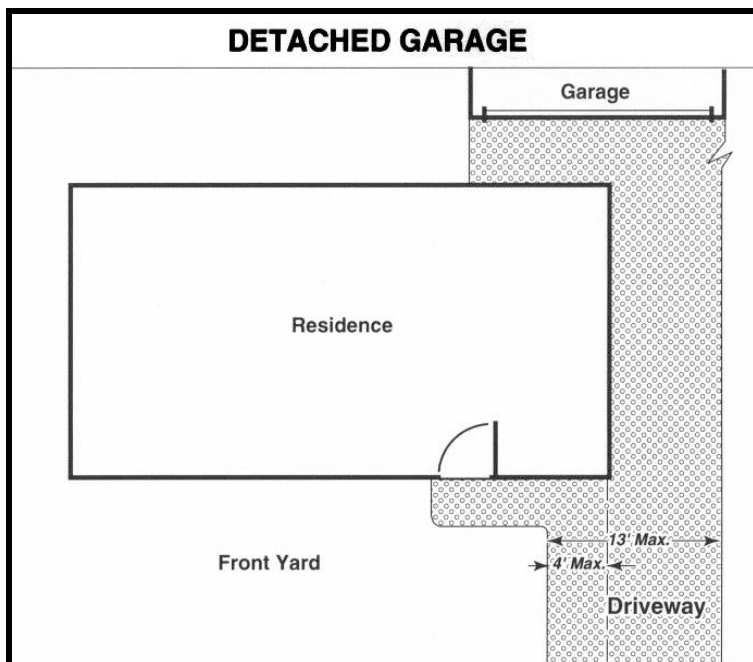 DETACHED GARAGE
Garage
Residence
Front Yard
13' Max.
4' Max.
Driveway